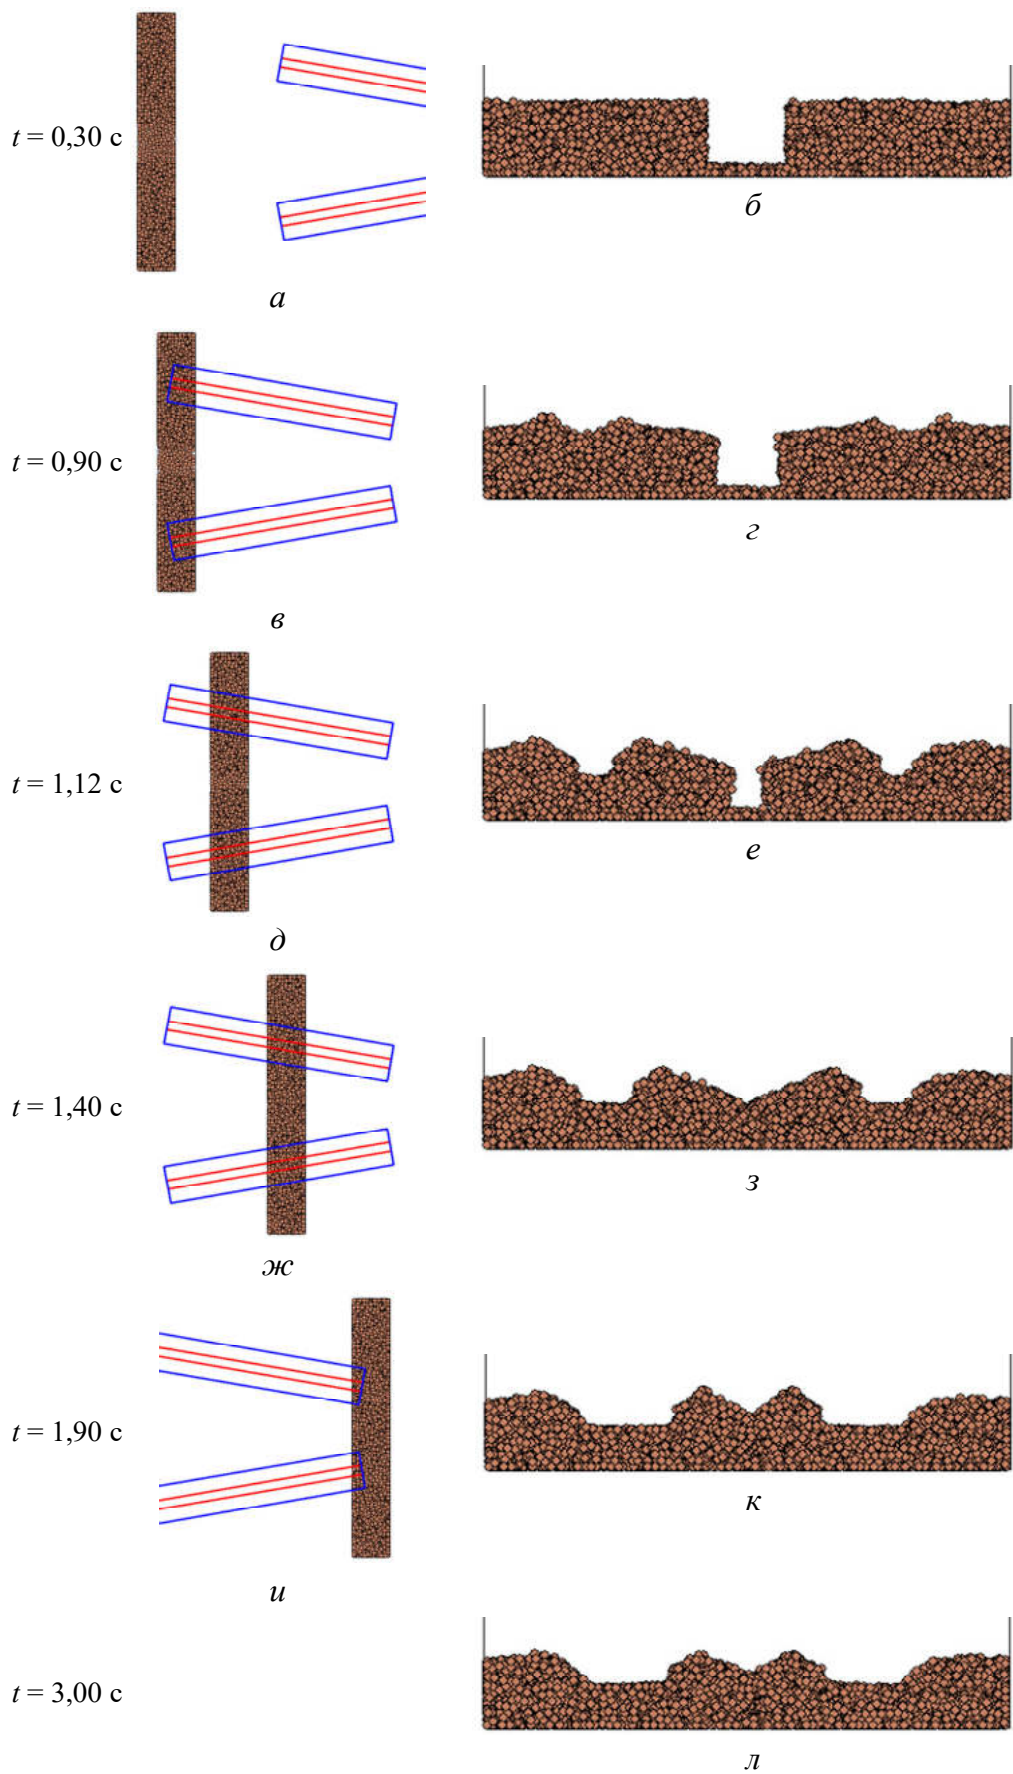 t = 0,30 с
а
б
t = 0,90 с
в
г
t = 1,12 с
д
е
t = 1,40 с
ж
з
t = 1,90 с
и
к
t = 3,00 с
л